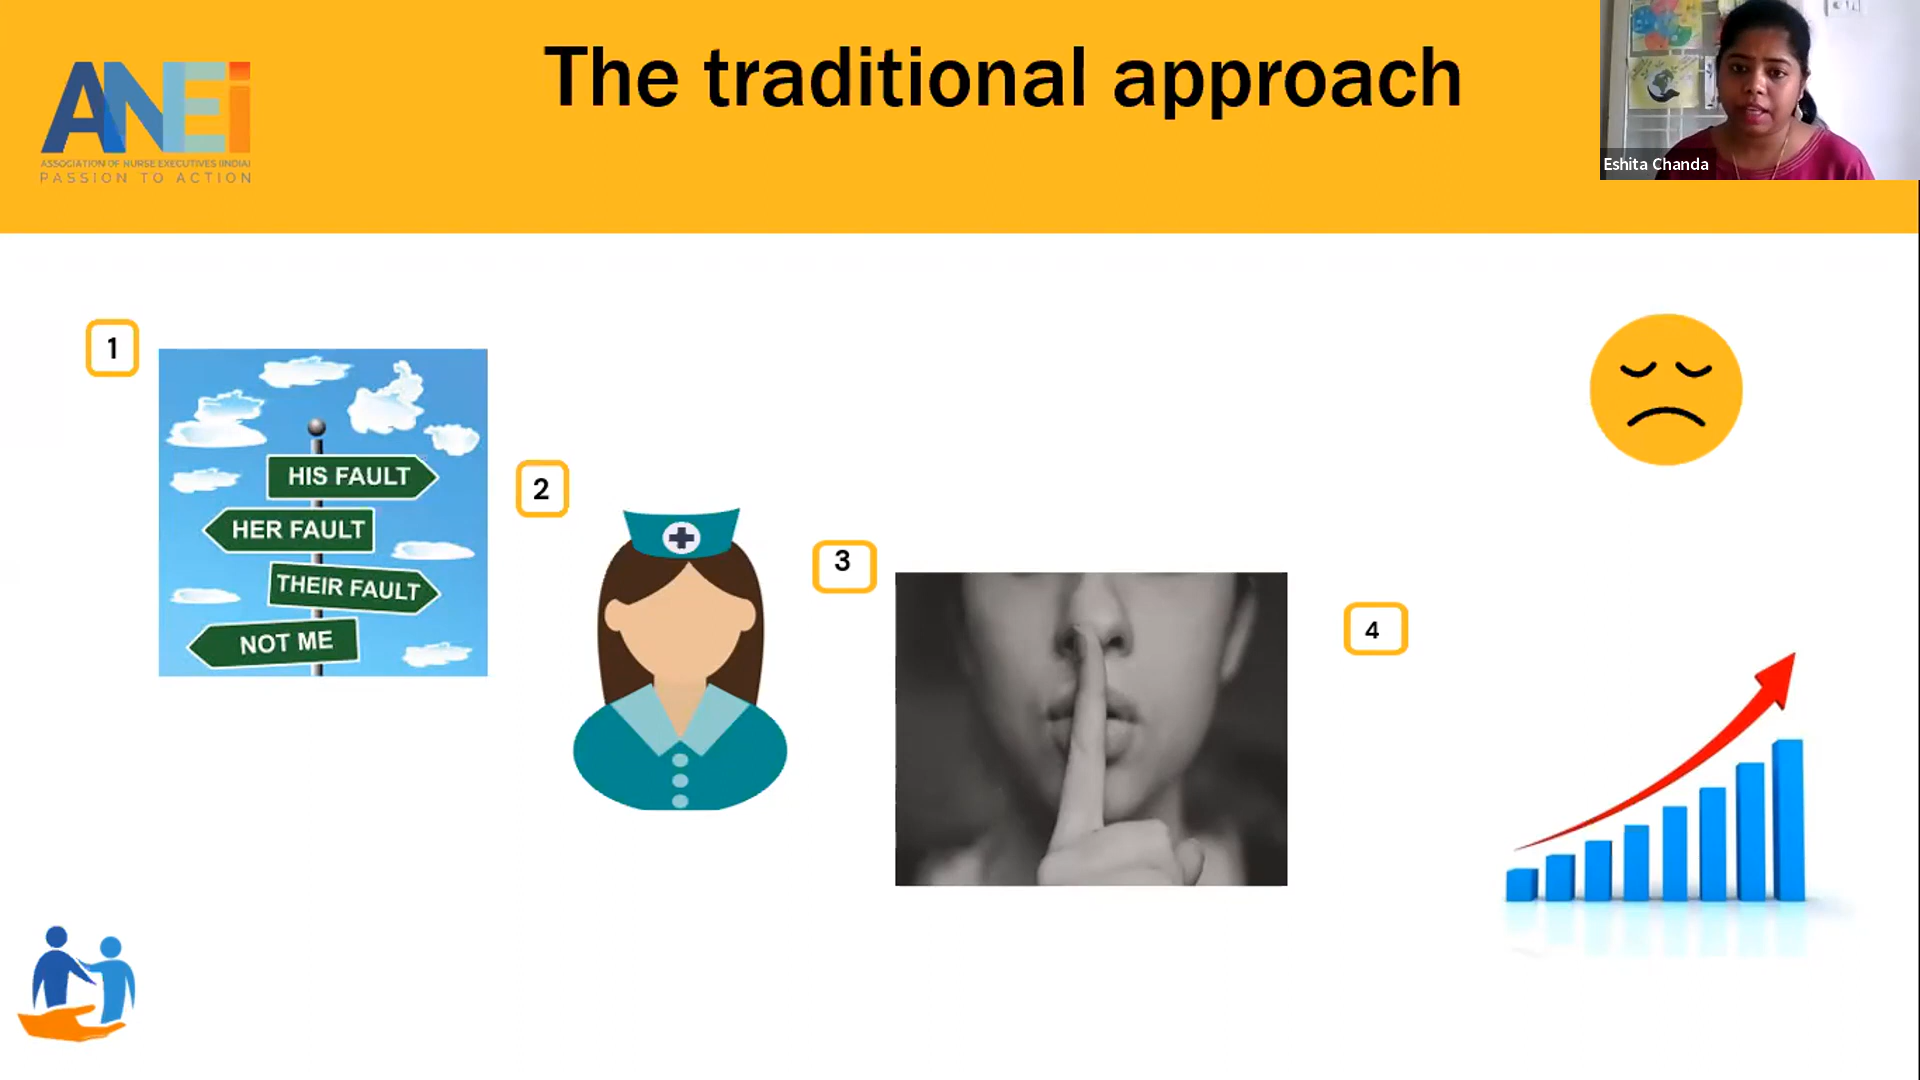 The traditional approach
ANEi
ASSOCIATION OF NURSE EXECUTIVES (INDIA)
PASSION TO ACTION
Eshita Chanda
1
HIS FAULT
HER FAULT
THEIR FAULT
NOT ME
2
3
4